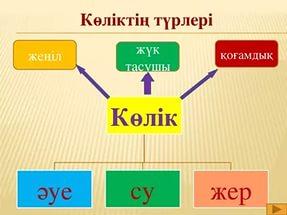 Көліктің түрлері
жеңіл
жүк
тасушы
қоғамдық
Көлік
әуе
су
жер